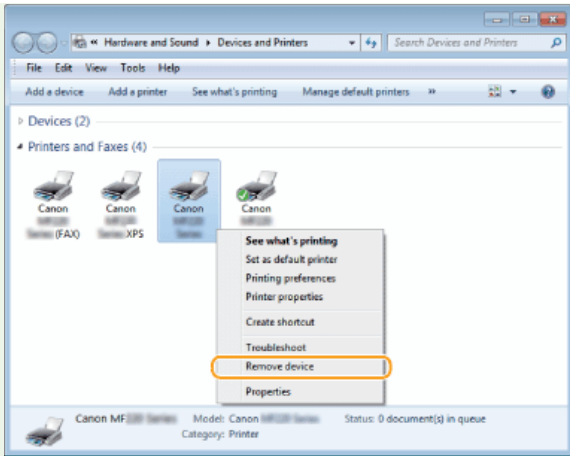 « Hardware and Sound ▸ Devices and Printers Search Devices and Printers
File Edit View Tools Help
Add a device Add a printer See what's printing Manage default printers »
Devices (2)
Printers and Faxes (4)
Canon Canon Canon Canon
(FAX) XPS
See what's printing
Set as default printer
Printing preferences
Printer properties
Create shortcut
Troubleshoot
Remove device
Properties
Canon MF Model: Canon Status: 0 document(s) in queue
Category: Printer